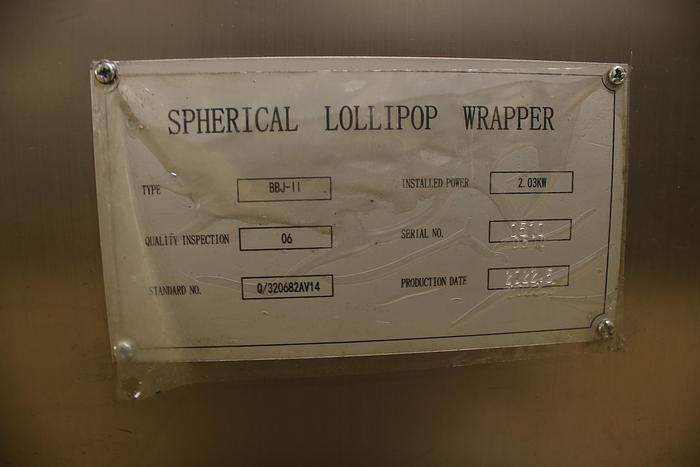 SPHERICAL LOLLIPOP WRAPPER
TYPE BBJ-II INSTALLED POWER 2.03KW
QUALITY INSPECTION 06 SERIAL NO.
STANDARD NO. Q/320682AV14 PRODUCTION DATE